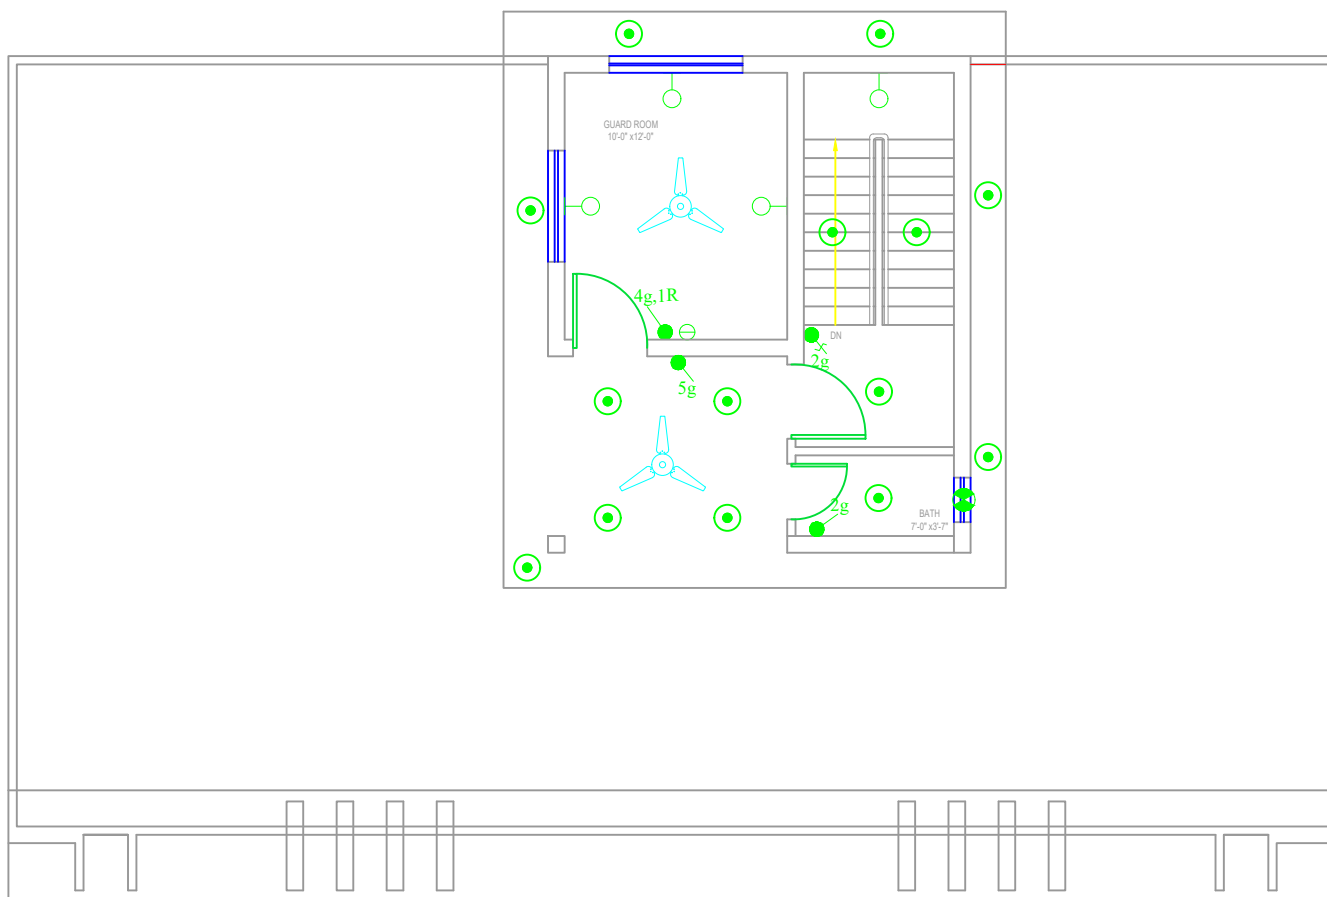 GUARD ROOM
10'-0" x12'-0"
4g,1R
DN
2g
5g
2g
BATH
7'-0" x3'-7"